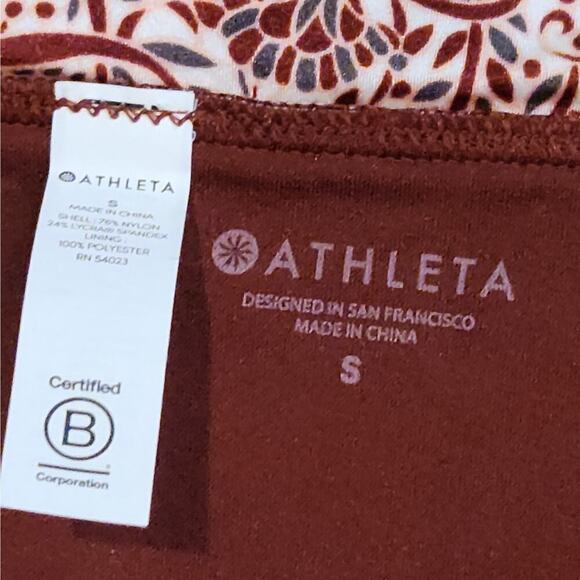 ATHLETA
S
MADE IN CHINA
SHELL: 76% NYLON
24% LYCRA® SPANDEX
LINING:
100% POLYESTER
RN 54023
Certified
B
Corporation
ATHLETA
DESIGNED IN SAN FRANCISCO
MADE IN CHINA
S